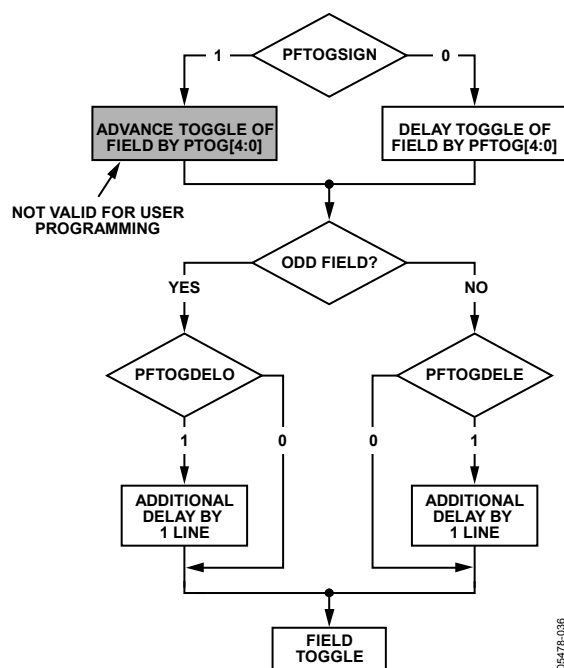 PFTOGSIGN
1
0
ADVANCE TOGGLE OF
FIELD BY PTOG[4:0]
DELAY TOGGLE OF
FIELD BY PFTOG[4:0]
NOT VALID FOR USER
PROGRAMMING
ODD FIELD?
YES
NO
PFTOGDELO
PFTOGDELE
1
0
0
1
ADDITIONAL
DELAY BY
1 LINE
ADDITIONAL
DELAY BY
1 LINE
FIELD
TOGGLE
05478-036